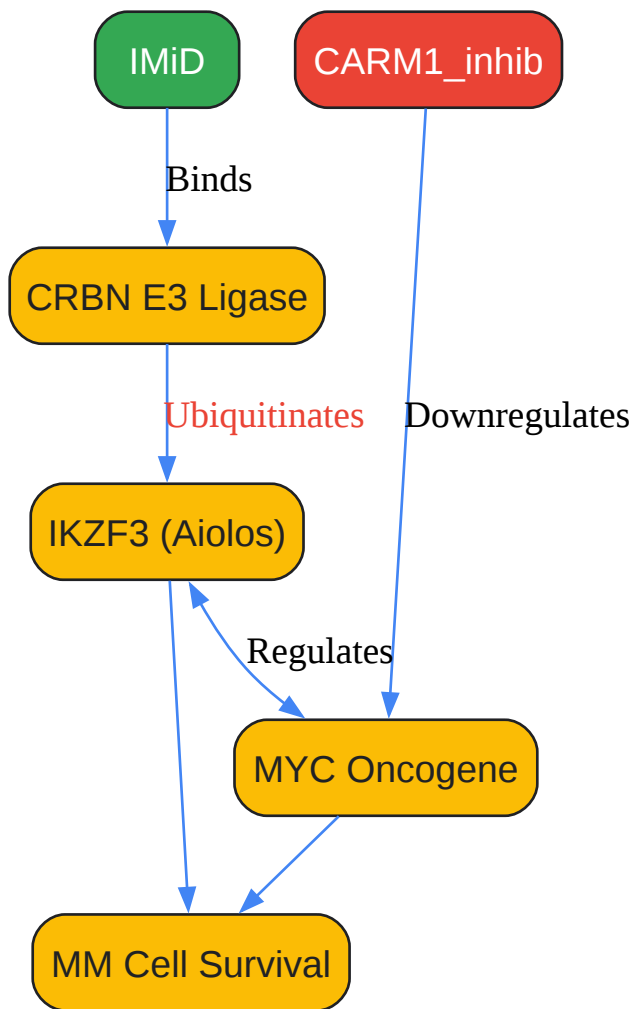 IMiD
CARM1_inhib
Binds
CRBN E3 Ligase
Ubiquitinates
Downregulates
IKZF3 (Aiolos)
Regulates
MYC Oncogene
MM Cell Survival